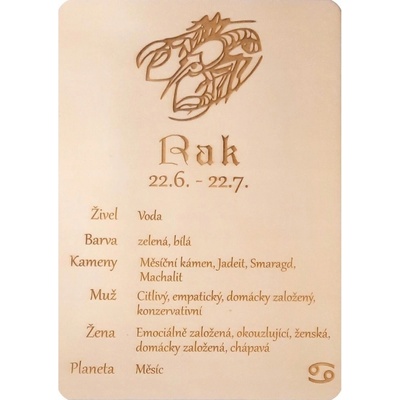 Rak
22.6. - 22.7.
Živel Voda
Barva zelená, bílá
Kameny Měsíční kámen, Jadeit, Smaragd,
Machalit
Muž Citlivý, empatický, domácky založený,
konzervativní
Žena Emociálně založená, okouzlující, ženská,
domácky založená, chápavá
Planeta Měsíc